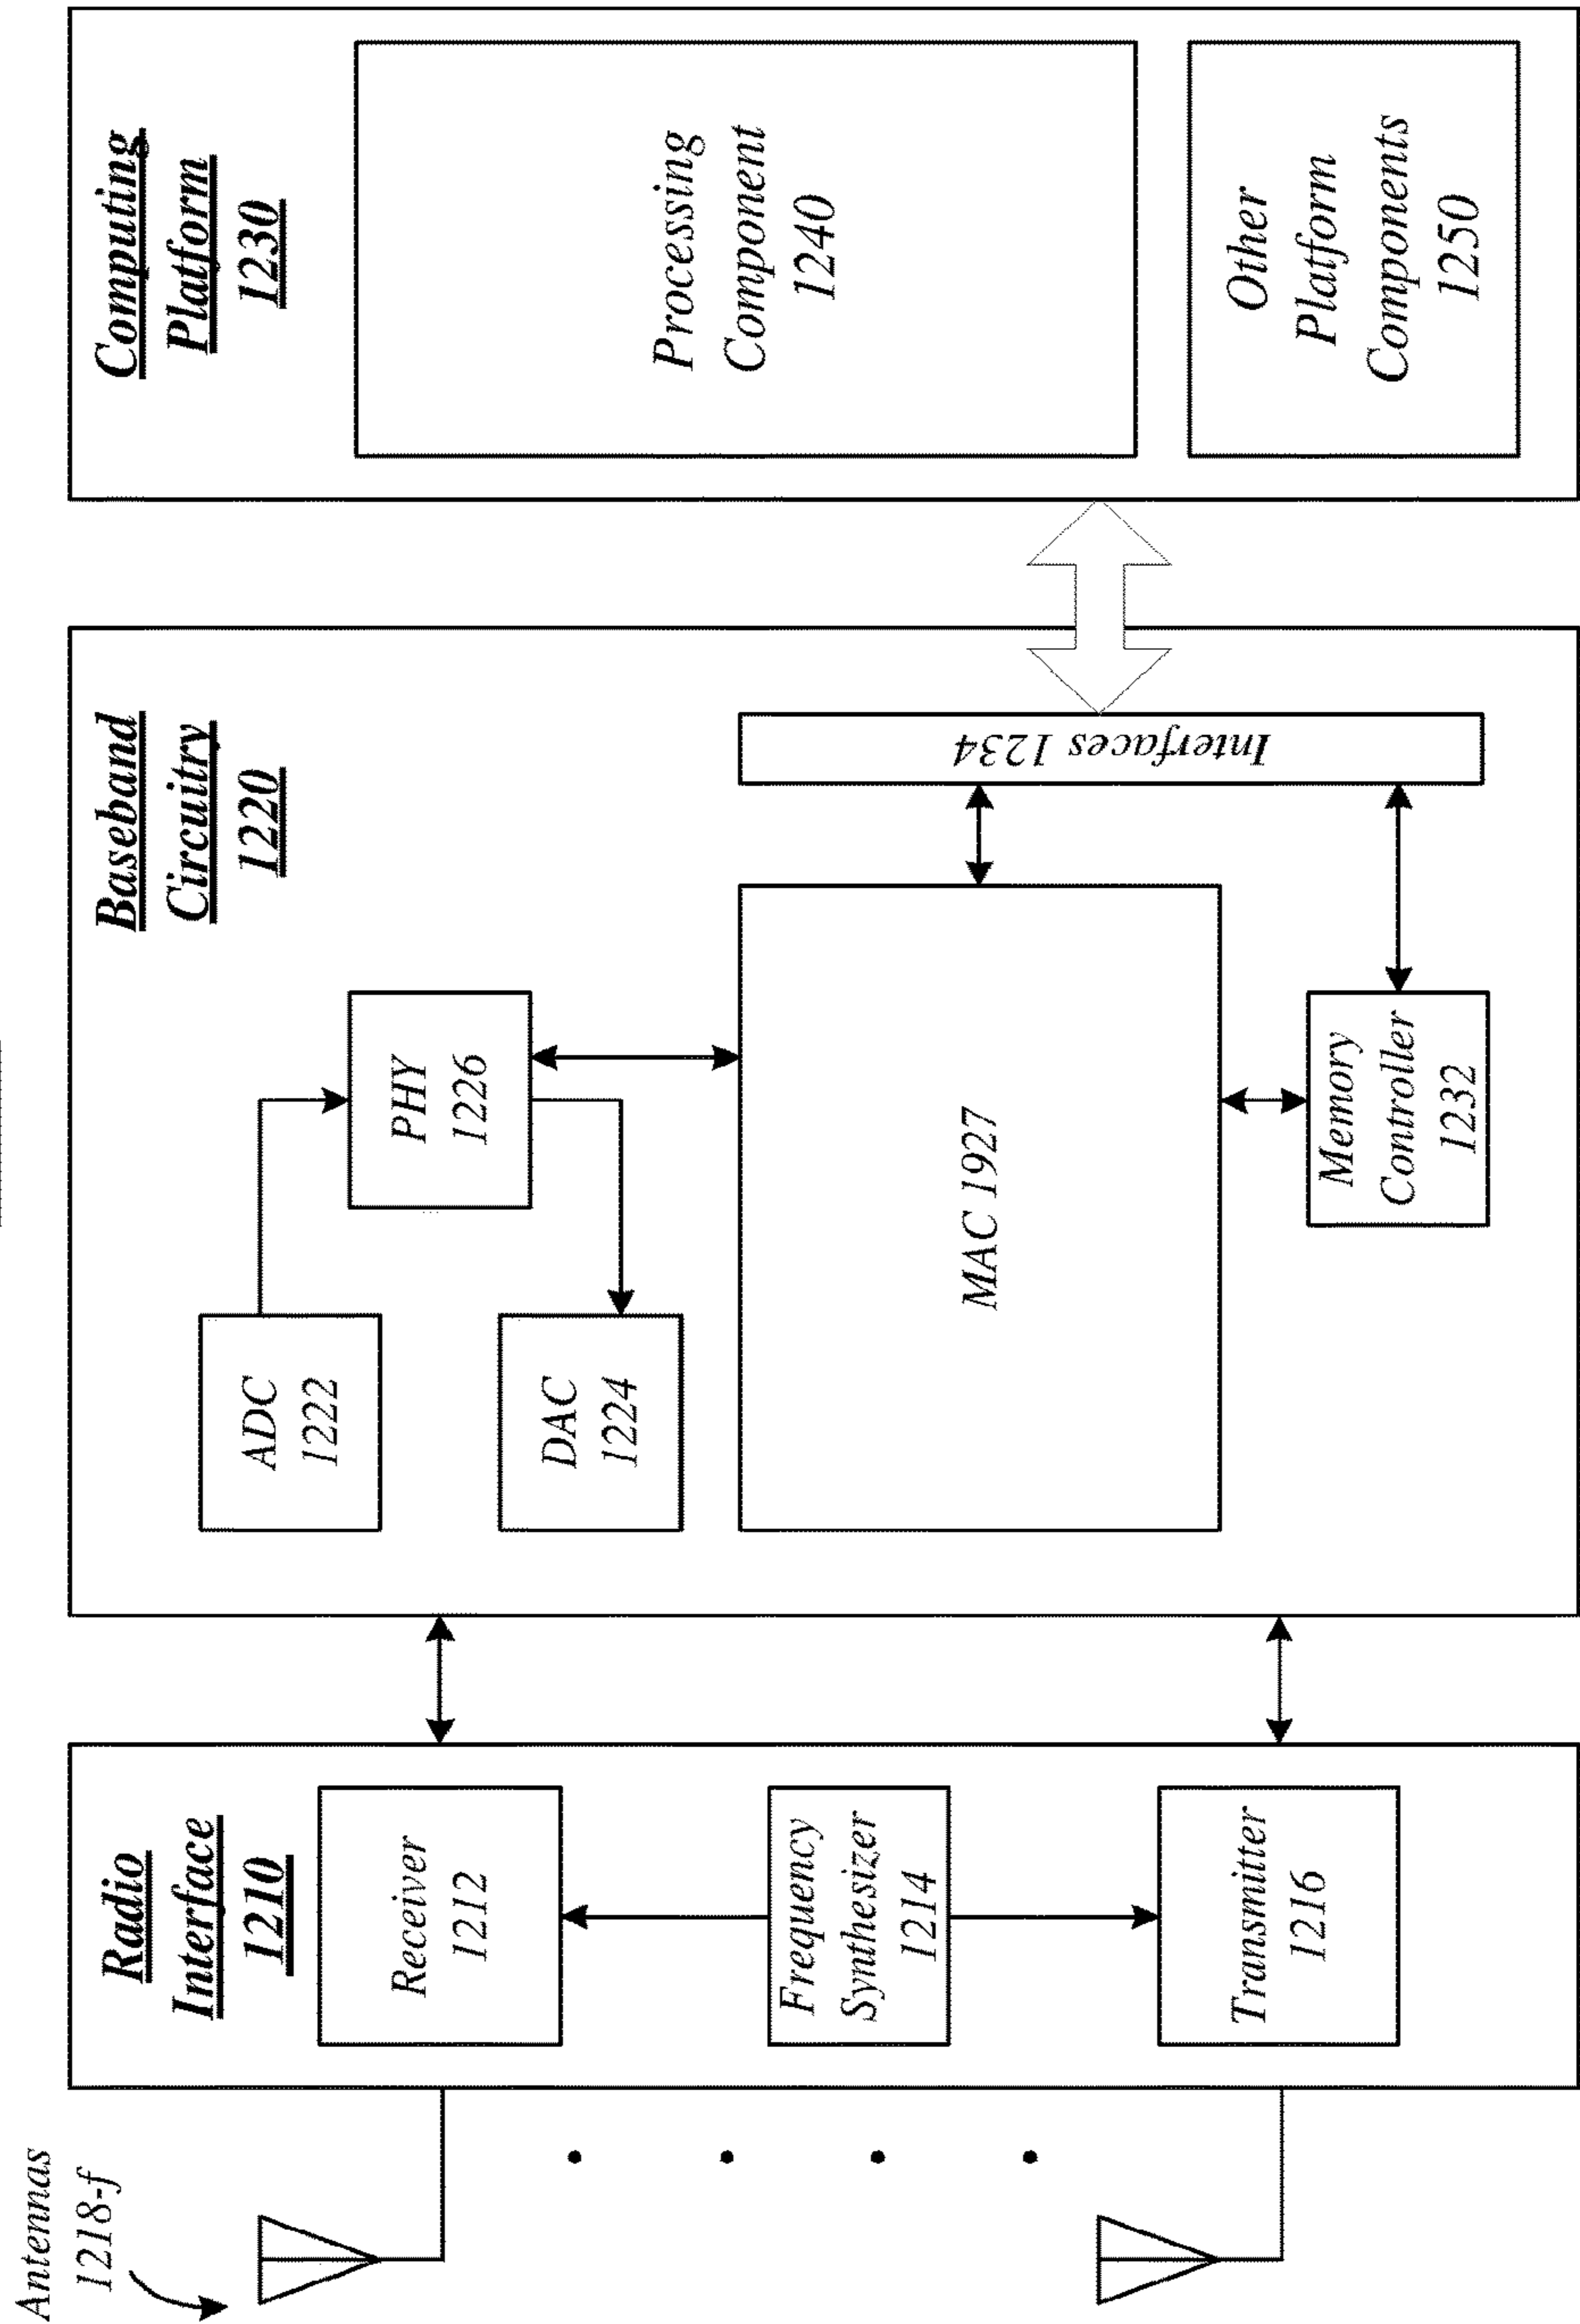 Antennas
1218-f
Radio
Interface
1210
Receiver
1212
Frequency
Synthesizer
1214
Transmitter
1216
Baseband
Circuitry
1220
ADC
1222
PHY
1226
DAC
1224
MAC 1927
Memory
Controller
1232
Interfaces 1234
Computing
Platform
1230
Processing
Component
1240
Other
Platform
Components
1250